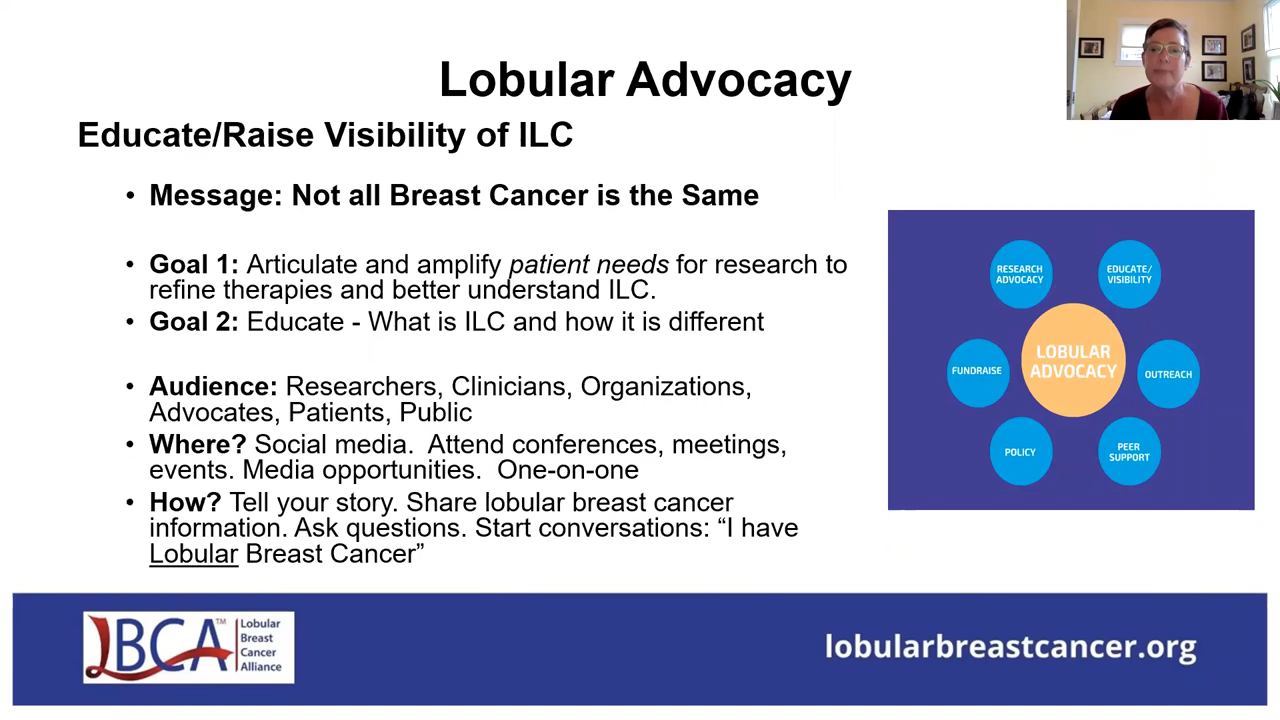 Lobular Advocacy
Educate/Raise Visibility of ILC
• Message: Not all Breast Cancer is the Same
• Goal 1: Articulate and amplify patient needs for research to
refine therapies and better understand ILC.
• Goal 2: Educate - What is ILC and how it is different
• Audience: Researchers, Clinicians, Organizations,
Advocates, Patients, Public
• Where? Social media.  Attend conferences, meetings,
events. Media opportunities.  One-on-one
• How? Tell your story. Share lobular breast cancer
information. Ask questions. Start conversations: “I have
Lobular Breast Cancer”
RESEARCH
ADVOCACY
EDUCATE/
VISIBILITY
LOBULAR
ADVOCACY
FUNDRAISE
OUTREACH
POLICY
PEER
SUPPORT
LBCA™
Lobular
Breast
Cancer
Alliance
lobularbreastcancer.org